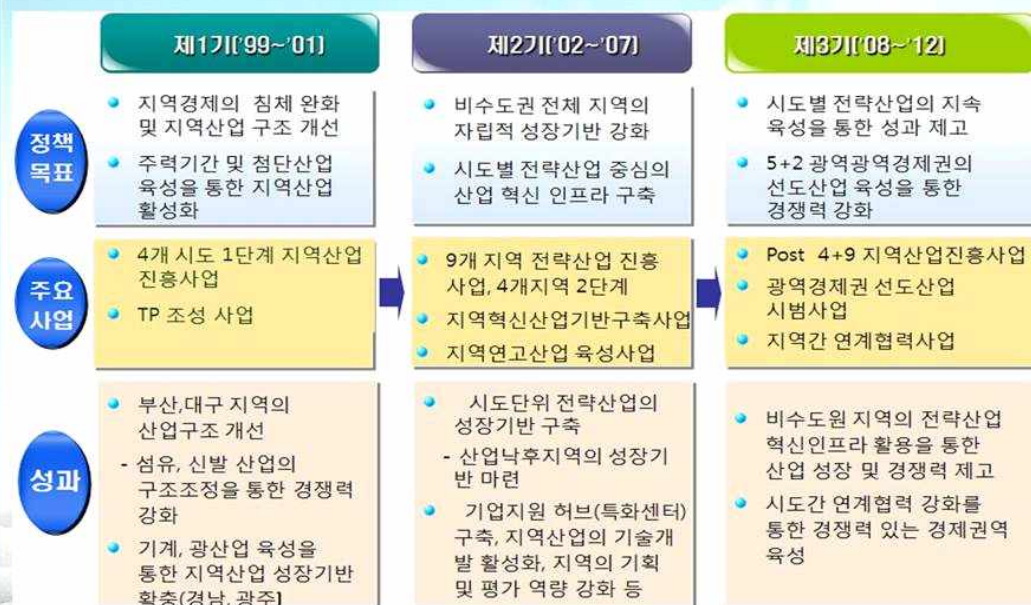 제1기('99~'01)
제2기('02~'07)
제3기('08~'12)
정책
목표
지역경제의 침체 완화
및 지역산업 구조 개선
주력기간 및 첨단산업
육성을 통한 지역산업
활성화
비수도권 전체 지역의
자립적 성장기반 강화
시도별 전략산업 중심의
산업 혁신 인프라 구축
시도별 전략산업의 지속
육성을 통한 성과 제고
5+2 광역광역경제권의
선도산업 육성을 통한
경쟁력 강화
주요
사업
4개 시도 1단계 지역산업
진흥사업
TP 조성 사업
9개 지역 전략산업 진흥
사업, 4개지역 2단계
지역혁신산업기반구축사업
지역연고산업 육성사업
Post 4+9 지역산업진흥사업
광역경제권 선도산업
시범사업
지역간 연계협력사업
성과
부산,대구 지역의
산업구조 개선
- 섬유, 신발 산업의
구조조정을 통한 경쟁력
강화
기계, 광산업 육성을
통한 지역산업 성장기반
확충(경남, 광주)
시도단위 전략산업의
성장기반 구축
- 산업낙후지역의 성장기
반 마련
기업지원 허브(특화센터)
구축, 지역산업의 기술개
발 활성화, 지역의 기획
및 평가 역량 강화 등
비수도원 지역의 전략산업
혁신인프라 활용을 통한
산업 성장 및 경쟁력 제고
시도간 연계협력 강화를
통한 경쟁력 있는 경제권역
육성